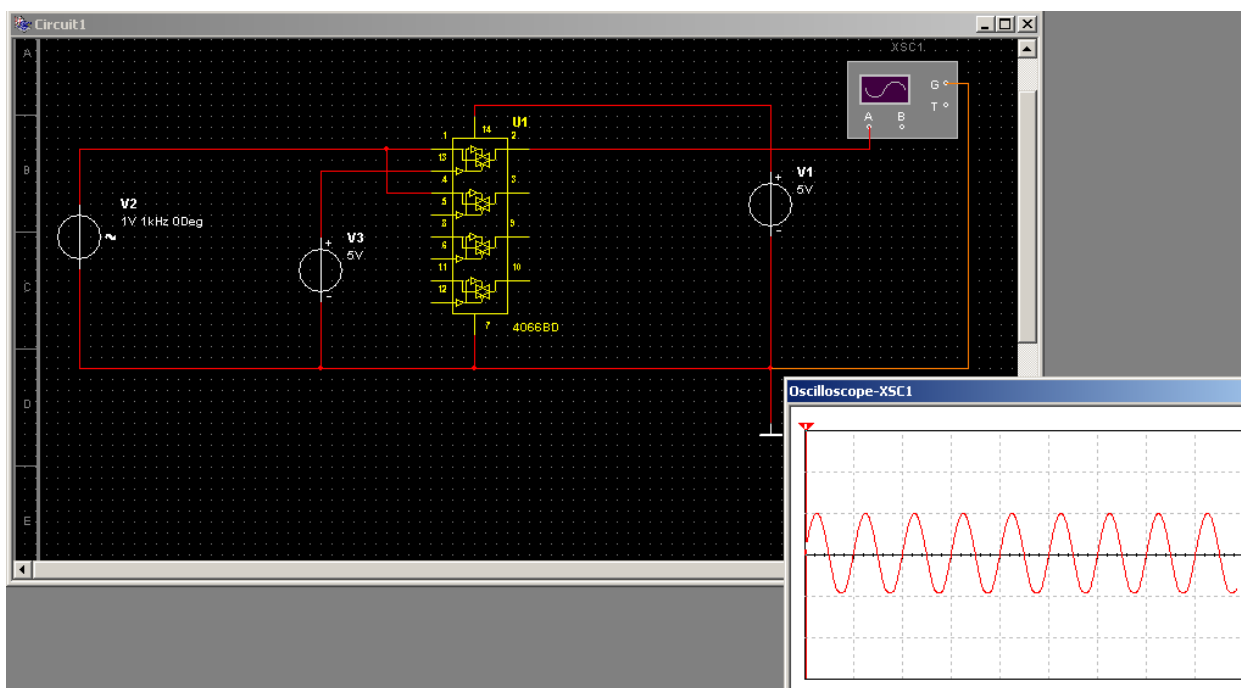 Circuit1
A
B
C
D
E
XSC1
G
T
A B
U1
14
1
2
13
4
3
5
8
9
6
11
10
12
7
4066BD
V2
1V 1kHz 0Deg
V3
+
5V
-
V1
+
5V
-
Oscilloscope-XSC1
1